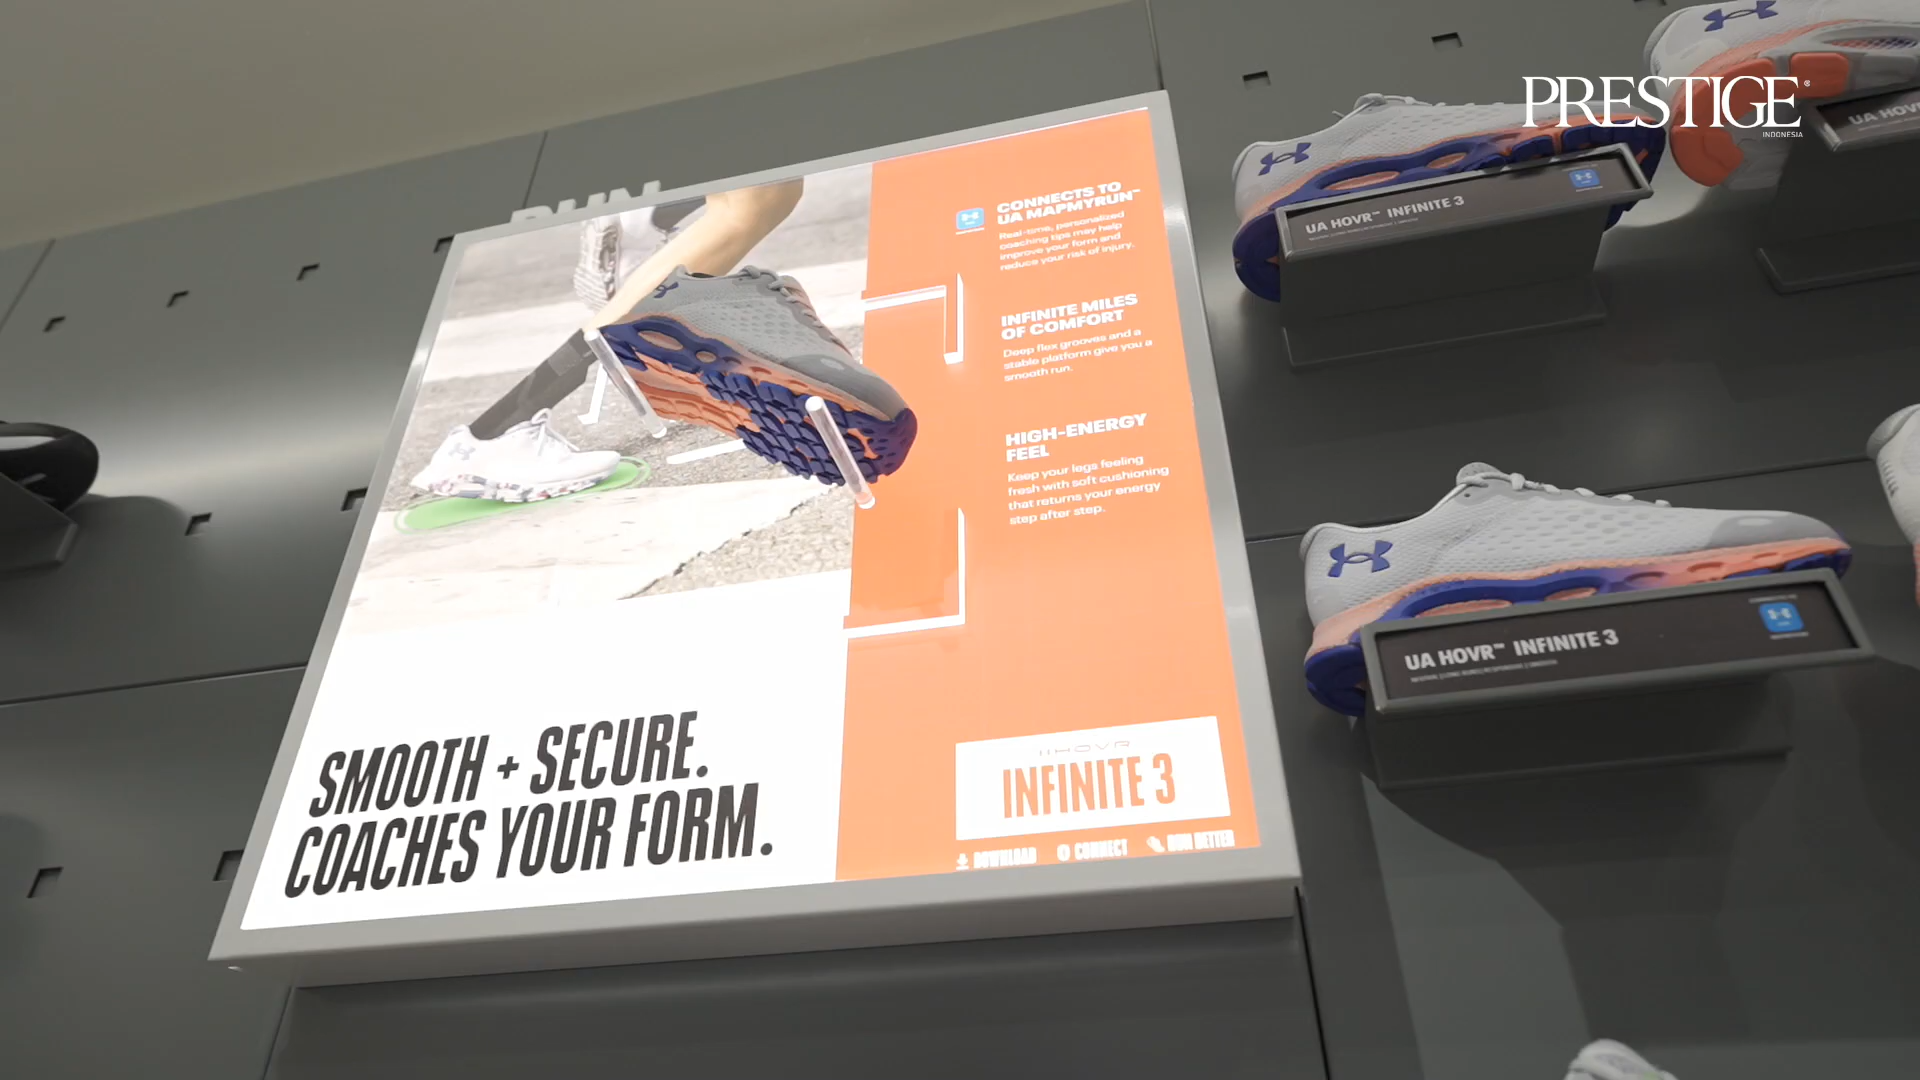 PRESTIGE
INDONESIA
RUN
CONNECTS TO
UA MAPMYRUN™
Real-time, personalized
coaching tips may help
improve your form and
reduce your risk of injury.
INFINITE MILES
OF COMFORT
Deep flex grooves and a
stable platform give you a
smooth run.
HIGH-ENERGY
FEEL
Keep your legs feeling
fresh with soft cushioning
that returns your energy
step after step.
SMOOTH + SECURE.
COACHES YOUR FORM.
HOVR
INFINITE 3
DOWNLOAD CONNECT RUN BETTER
UA HOVR™ INFINITE 3
UA HOVR™ INFINITE 3
UA HOV